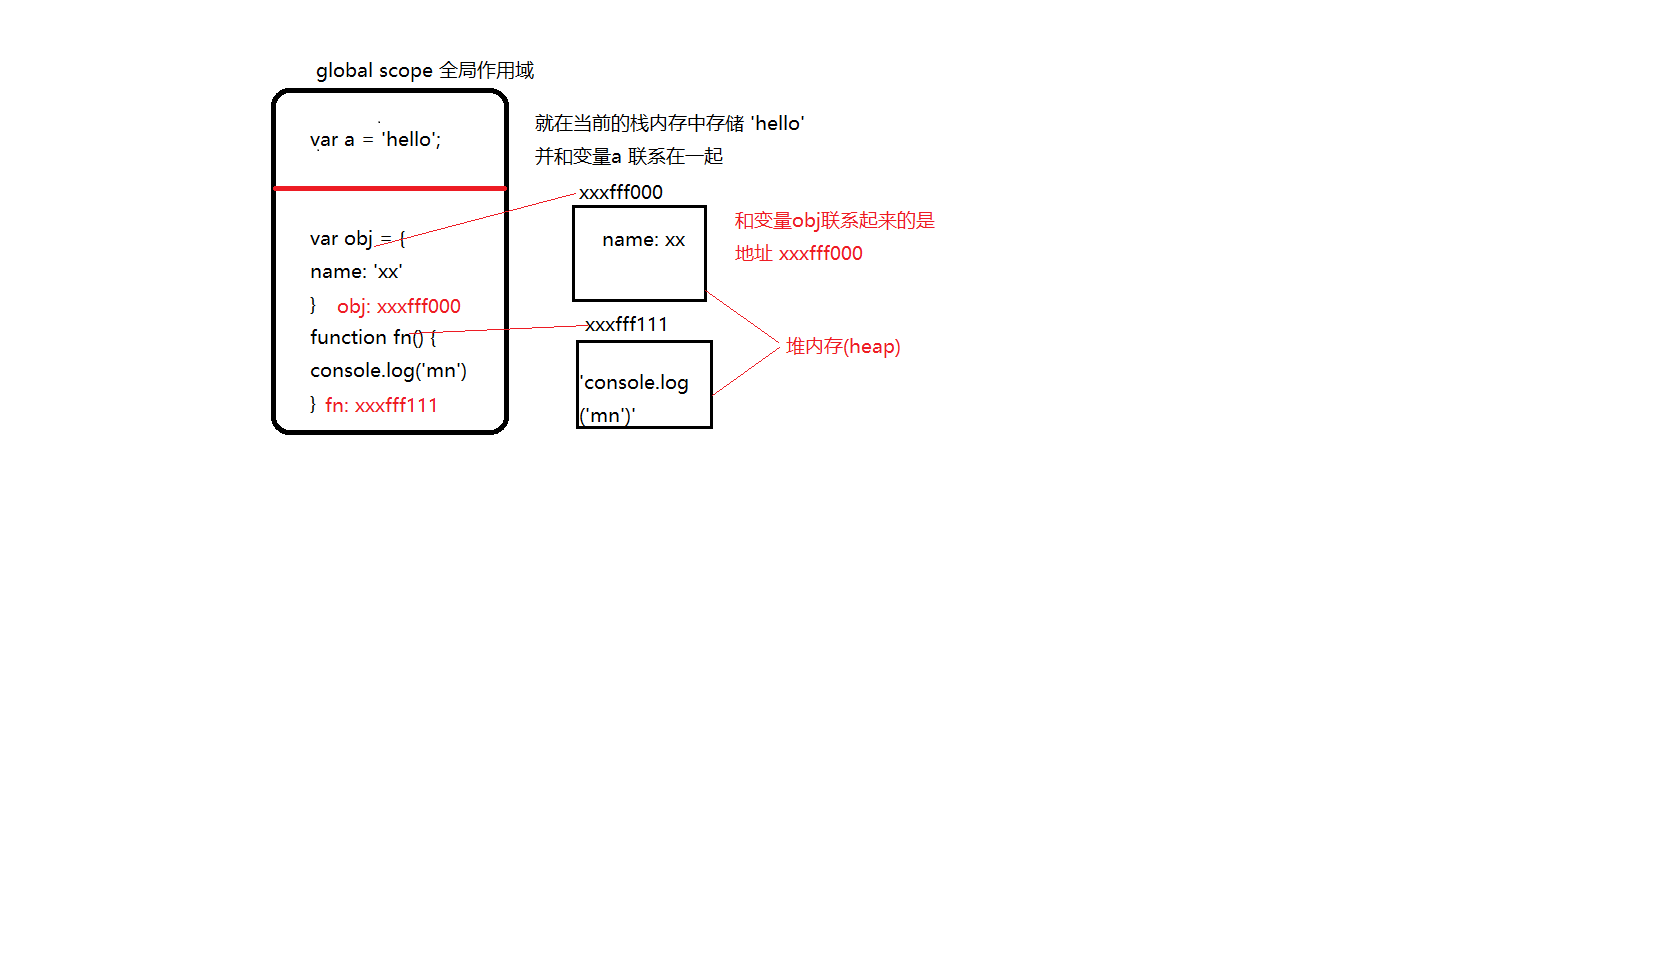 global scope 全局作用域
var a = 'hello';
就在当前的栈内存中存储 'hello'
并和变量a 联系在一起
xxxfff000
name: xx
和变量obj联系起来的是
地址 xxxfff000
var obj = {
name: 'xx'
} obj: xxxfff000
function fn() {
console.log('mn')
} fn: xxxfff111
xxxfff111
'console.log
('mn')'
堆内存(heap)